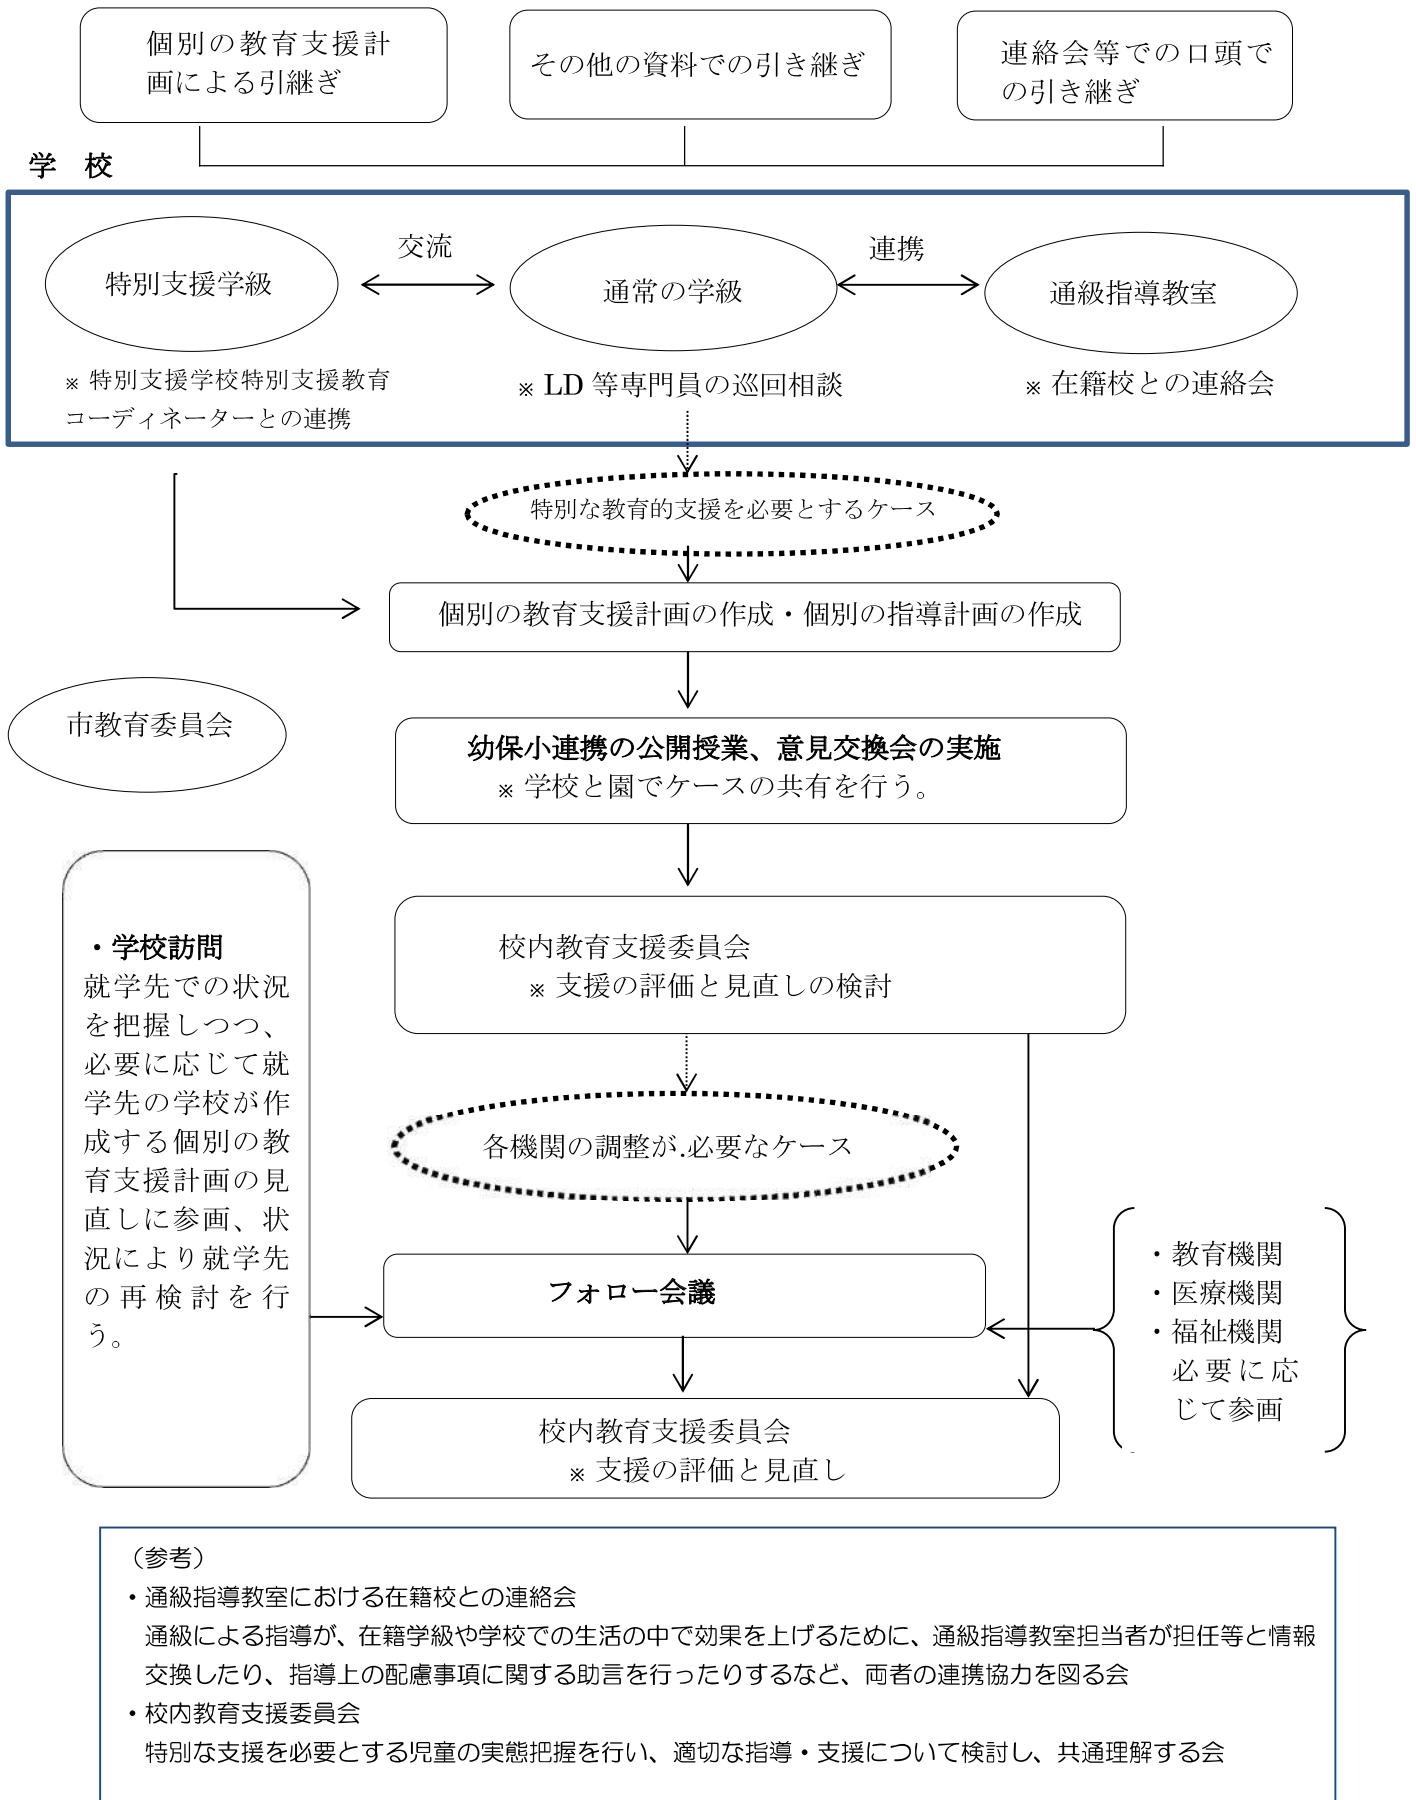 個別の教育支援計
画による引継ぎ
その他の資料での引き継ぎ
連絡会等での口頭で
の引き継ぎ
学 校
特別支援学級
交流
通常の学級
連携
通級指導教室
※ 特別支援学校特別支援教育
コーディネーターとの連携
※ LD 等専門員の巡回相談
※ 在籍校との連絡会
特別な教育的支援を必要とするケース
個別の教育支援計画の作成・個別の指導計画の作成
市教育委員会
幼保小連携の公開授業、意見交換会の実施
※ 学校と園でケースの共有を行う。
・学校訪問
就学先での状況
を把握しつつ、
必要に応じて就
学先の学校が作
成する個別の教
育支援計画の見
直しに参画、状
況により就学先
の再検討を行
う。
校内教育支援委員会
※ 支援の評価と見直しの検討
各機関の調整が.必要なケース
フォロー会議
・教育機関
・医療機関
・福祉機関
必要に応
じて参画
校内教育支援委員会
※ 支援の評価と見直し
（参考）
・通級指導教室における在籍校との連絡会
通級による指導が、在籍学級や学校での生活の中で効果を上げるために、通級指導教室担当者が担任等と情報
交換したり、指導上の配慮事項に関する助言を行ったりするなど、両者の連携協力を図る会
・校内教育支援委員会
特別な支援を必要とする児童の実態把握を行い、適切な指導・支援について検討し、共通理解する会